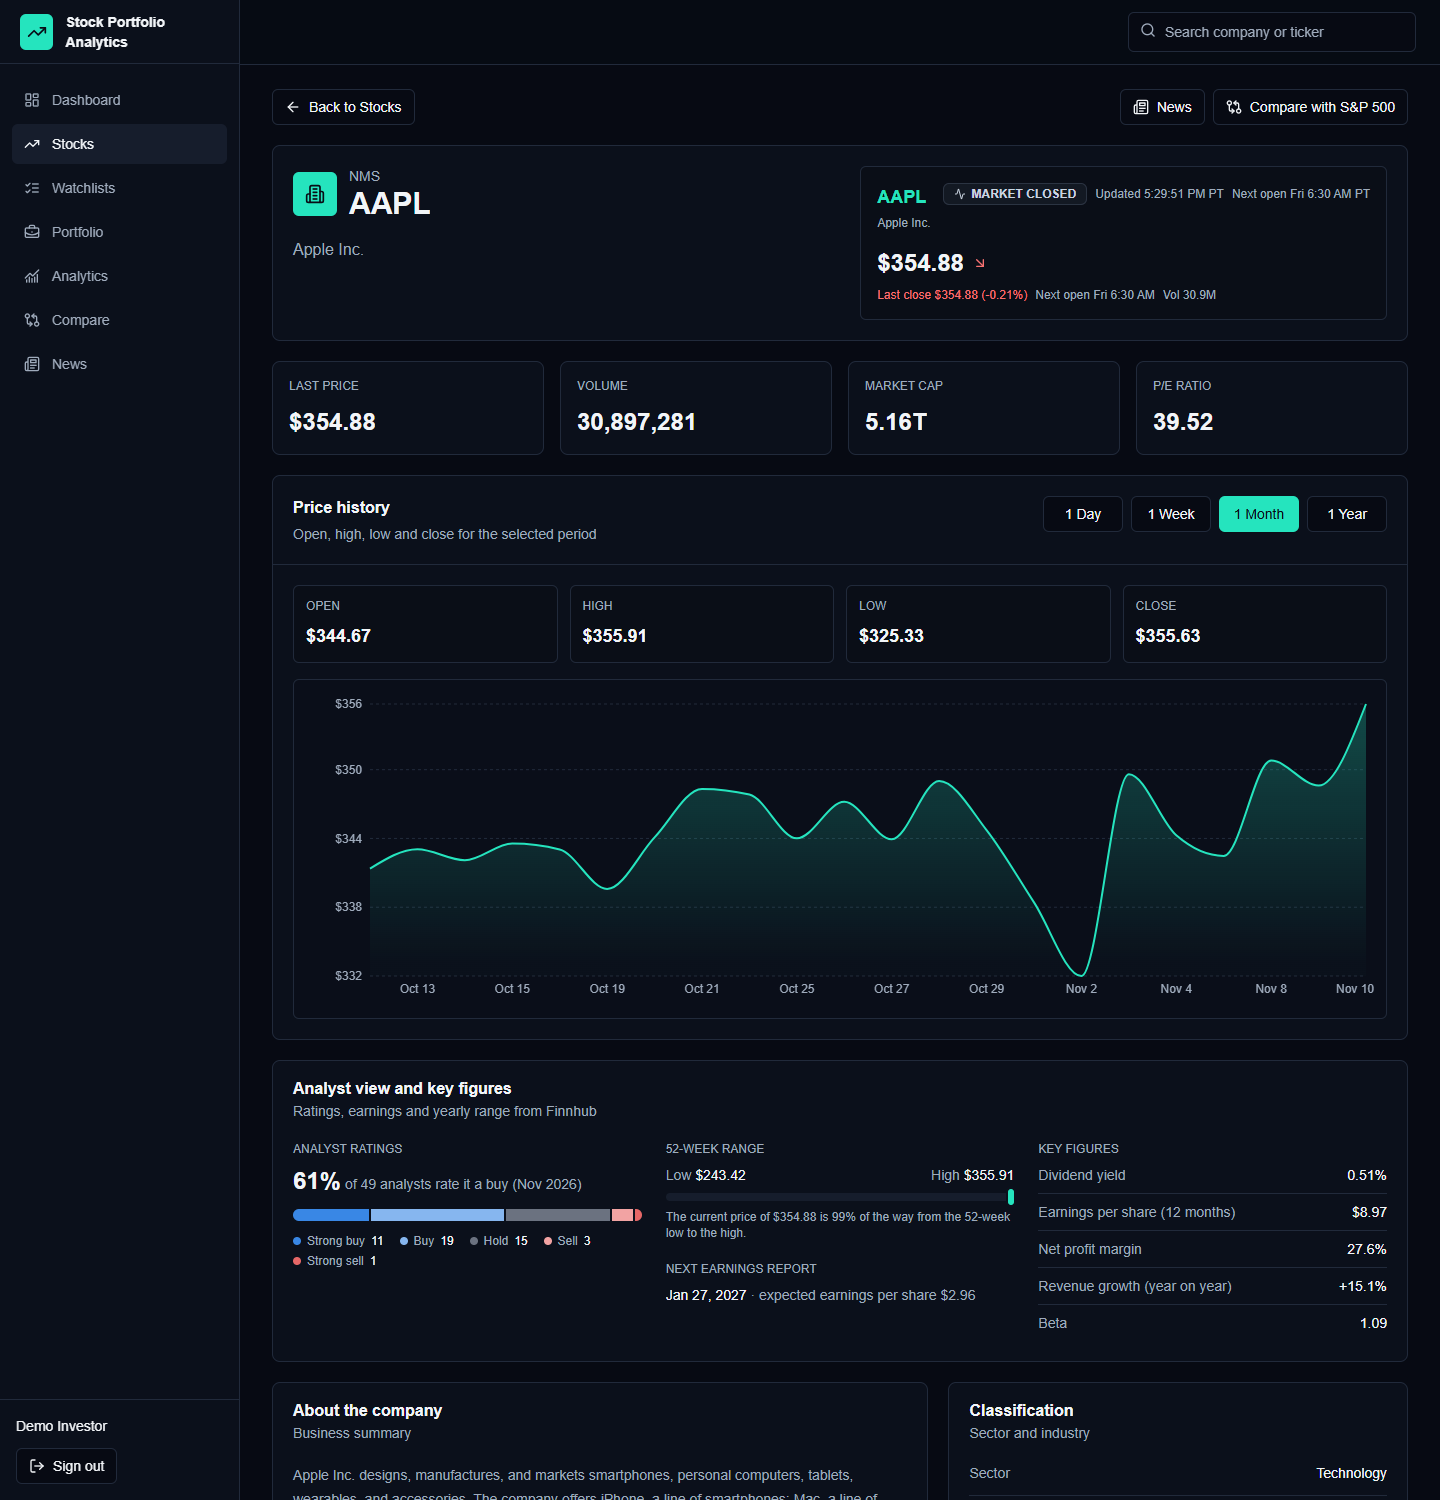 Stock Portfolio
Analytics
Search company or ticker
Dashboard
Stocks
Watchlists
Portfolio
Analytics
Compare
News
Back to Stocks
News
Compare with S&P 500
NMS
AAPL
Apple Inc.
AAPL MARKET CLOSED Updated 5:29:51 PM PT Next open Fri 6:30 AM PT
Apple Inc.
$354.88
Last close $354.88 (-0.21%) Next open Fri 6:30 AM Vol 30.9M
LAST PRICE
$354.88
VOLUME
30,897,281
MARKET CAP
5.16T
P/E RATIO
39.52
Price history
Open, high, low and close for the selected period
1 Day
1 Week
1 Month
1 Year
OPEN
$344.67
HIGH
$355.91
LOW
$325.33
CLOSE
$355.63
$356
$350
$344
$338
$332
Oct 13 Oct 15 Oct 19 Oct 21 Oct 25 Oct 27 Oct 29 Nov 2 Nov 4 Nov 8 Nov 10
Analyst view and key figures
Ratings, earnings and yearly range from Finnhub
ANALYST RATINGS
61% of 49 analysts rate it a buy (Nov 2026)
Strong buy 11 Buy 19 Hold 15 Sell 3
Strong sell 1
52-WEEK RANGE
Low $243.42 High $355.91
The current price of $354.88 is 99% of the way from the 52-week
low to the high.
NEXT EARNINGS REPORT
Jan 27, 2027 · expected earnings per share $2.96
KEY FIGURES
Dividend yield 0.51%
Earnings per share (12 months) $8.97
Net profit margin 27.6%
Revenue growth (year on year) +15.1%
Beta 1.09
About the company
Business summary
Apple Inc. designs, manufactures, and markets smartphones, personal computers, tablets,
wearables, and accessories. The company offers iPhone, a line of smartphones; Mac, a line of
Classification
Sector and industry
Sector Technology
Demo Investor
Sign out